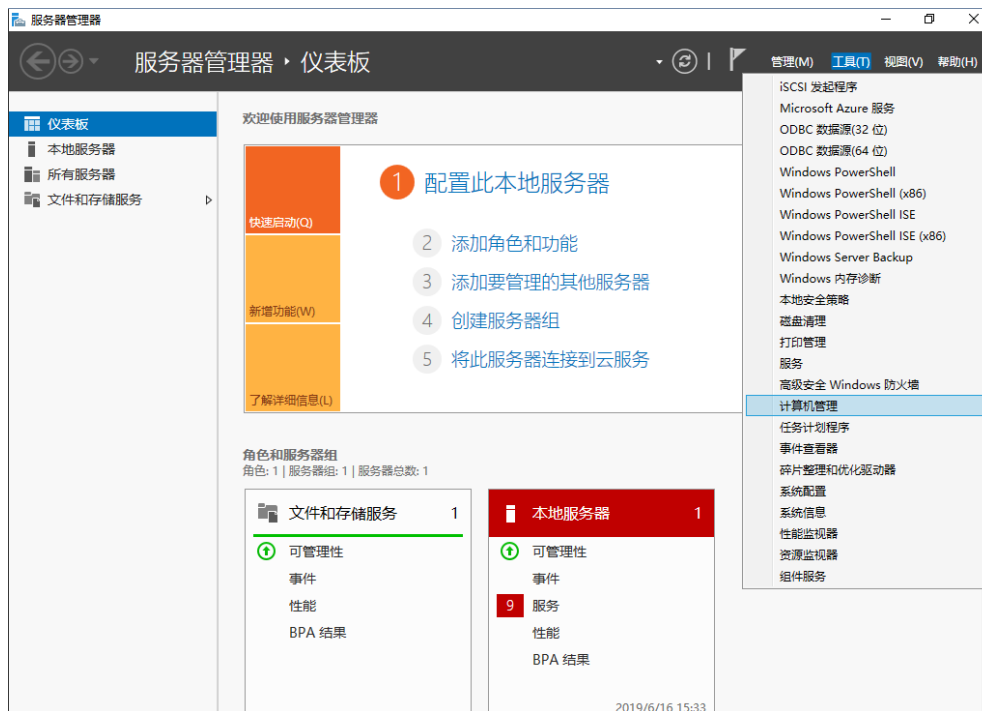 服务器管理器
服务器管理器 · 仪表板
管理(M) 工具(T) 视图(V) 帮助(H)
仪表板
本地服务器
所有服务器
文件和存储服务
欢迎使用服务器管理器
快速启动(Q)
新增功能(W)
了解详细信息(L)
1 配置此本地服务器
2 添加角色和功能
3 添加要管理的其他服务器
4 创建服务器组
5 将此服务器连接到云服务
角色和服务器组
角色: 1 | 服务器组: 1 | 服务器总数: 1
文件和存储服务 1
可管理性
事件
性能
BPA 结果
本地服务器 1
可管理性
事件
9 服务
性能
BPA 结果
2019/6/16 15:33
iSCSI 发起程序
Microsoft Azure 服务
ODBC 数据源(32 位)
ODBC 数据源(64 位)
Windows PowerShell
Windows PowerShell (x86)
Windows PowerShell ISE
Windows PowerShell ISE (x86)
Windows Server Backup
Windows 内存诊断
本地安全策略
磁盘清理
打印管理
服务
高级安全 Windows 防火墙
计算机管理
任务计划程序
事件查看器
碎片整理和优化驱动器
系统配置
系统信息
性能监视器
资源监视器
组件服务